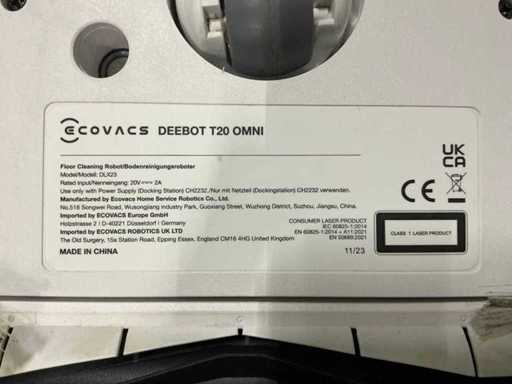 ECOVACS DEEBOT T20 OMNI
Floor Cleaning Robot/Bodenreinigungsroboter
Model/Modell: DLX23
Rated input/Nenneingang: 20V⎓ 2A
Use only with Power Supply (Docking Station) CH2232./Nur mit Netzteil (Dockingstation) CH2232 verwenden.
Manufactured by Ecovacs Home Service Robotics Co., Ltd.
No.518 Songwei Road, Wusongjiang Industry Park, Guoxiang Street, Wuzhong District, Suzhou, Jiangsu, China.
Imported by ECOVACS Europe GmbH
Holzstrasse 2 I D-40221 Düsseldorf I Germany
Imported by ECOVACS ROBOTICS UK LTD
The Old Surgery, 15a Station Road, Epping Essex, England CM16 4HG United Kingdom
MADE IN CHINA
UK
CA
CE
CONSUMER LASER PRODUCT
IEC 60825-1:2014
EN 60825-1:2014 + A11:2021
EN 50689:2021
11/23
CLASS 1 LASER PRODUCT